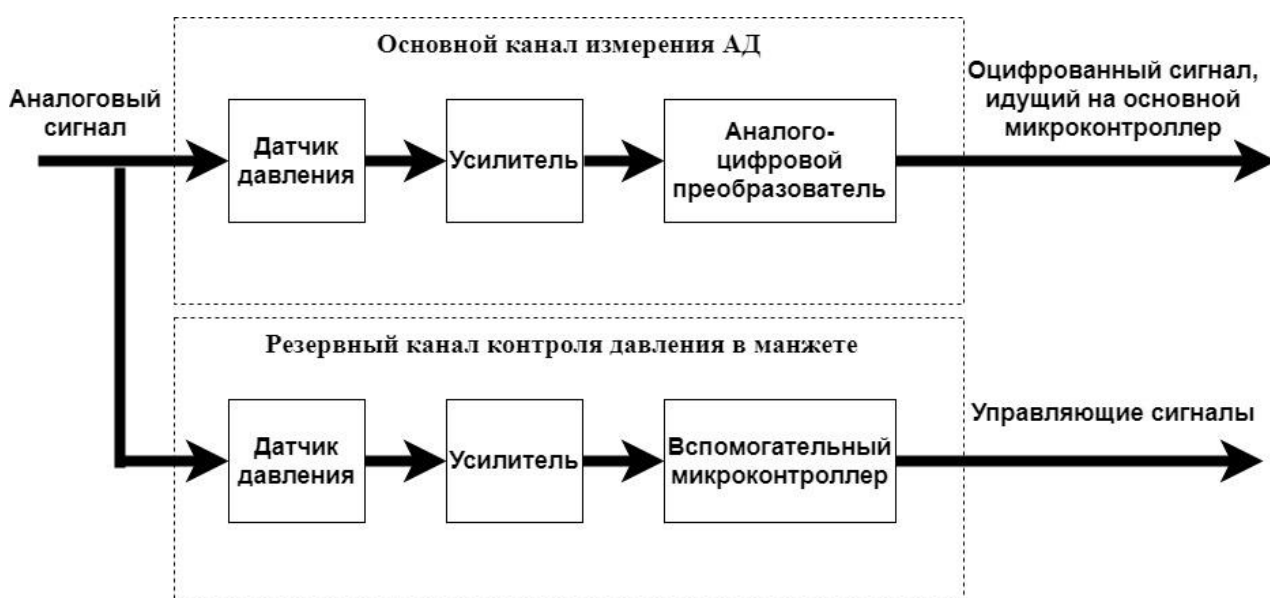 Основной канал измерения АД
Аналоговый
сигнал
Датчик
давления
Усилитель
Аналого-
цифровой
преобразователь
Оцифрованный сигнал,
идущий на основной
микроконтроллер
Резервный канал контроля давления в манжете
Датчик
давления
Усилитель
Вспомогательный
микроконтроллер
Управляющие сигналы